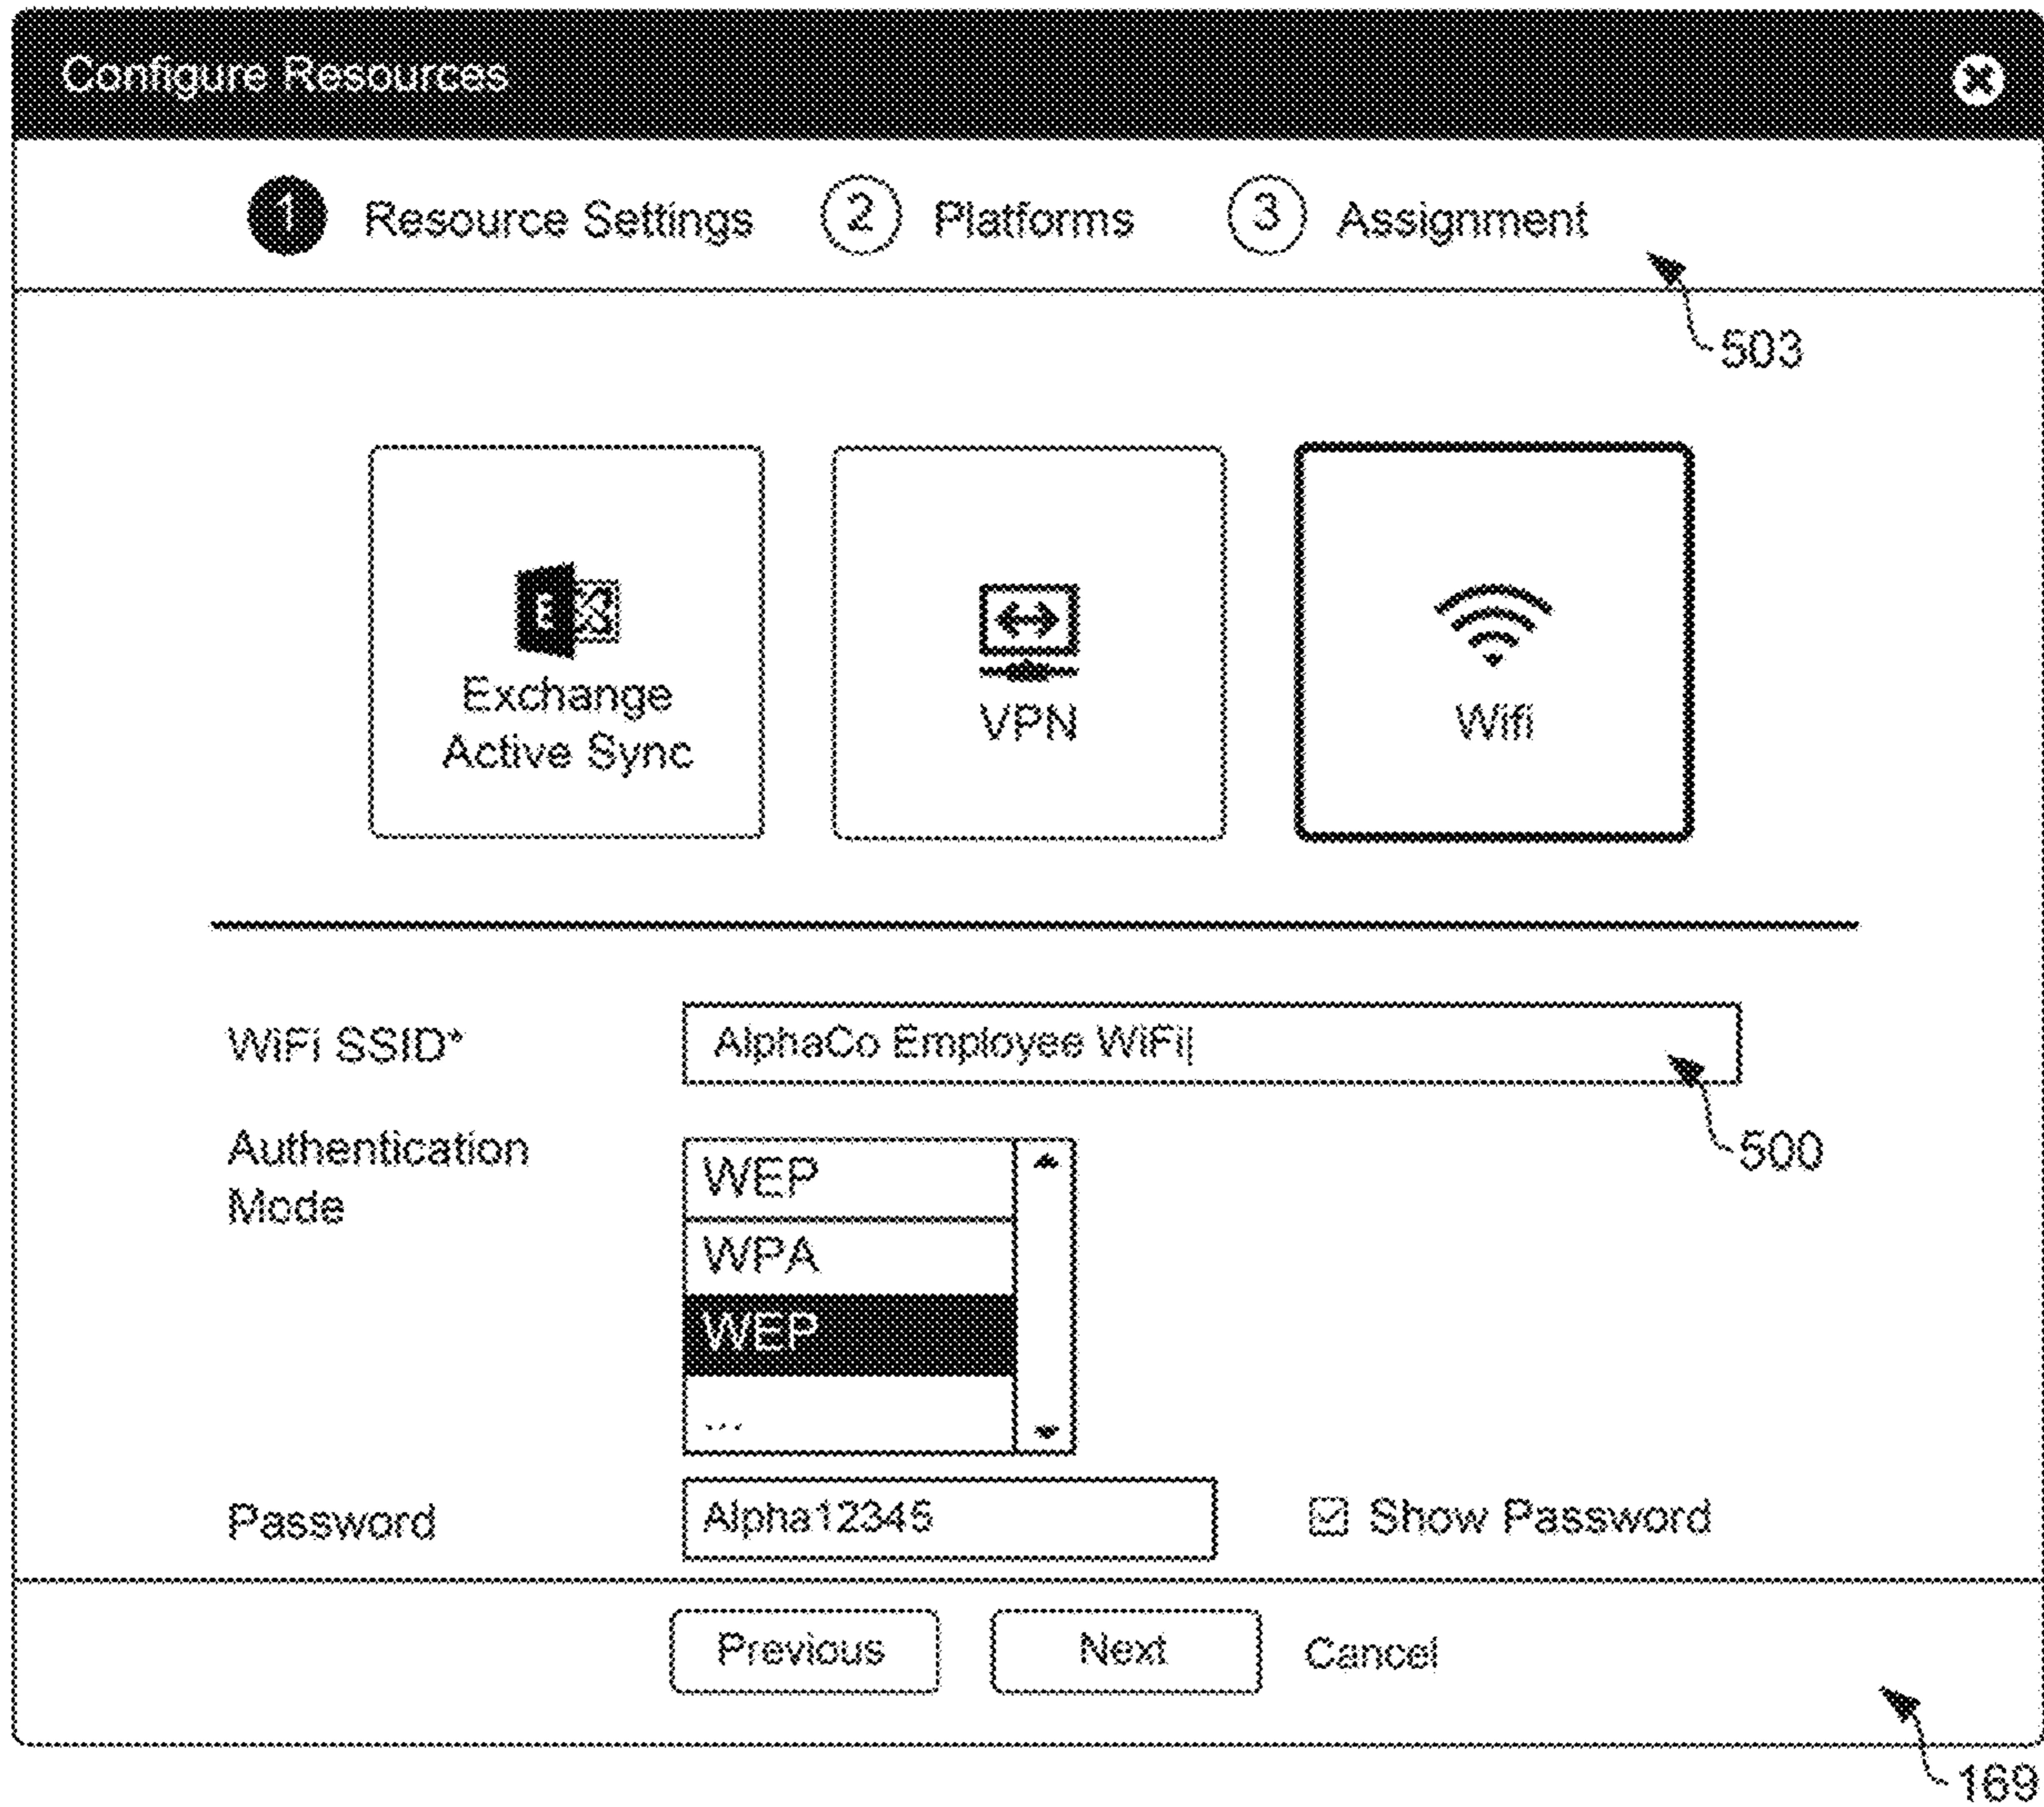 Configure Resources
1 Resource Settings 2 Platforms 3 Assignment
503
E
Exchange
Active Sync
VPN
Wifi
WiFi SSID* AlphaCo Employee WiFi
500
Authentication
Mode
WEP
WPA
WEP
...
Password Alpha12345 Show Password
Previous Next Cancel
169